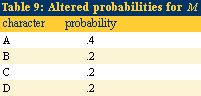 Table 9: Altered probabilities for M
character probability
A .4
B .2
C .2
D .2